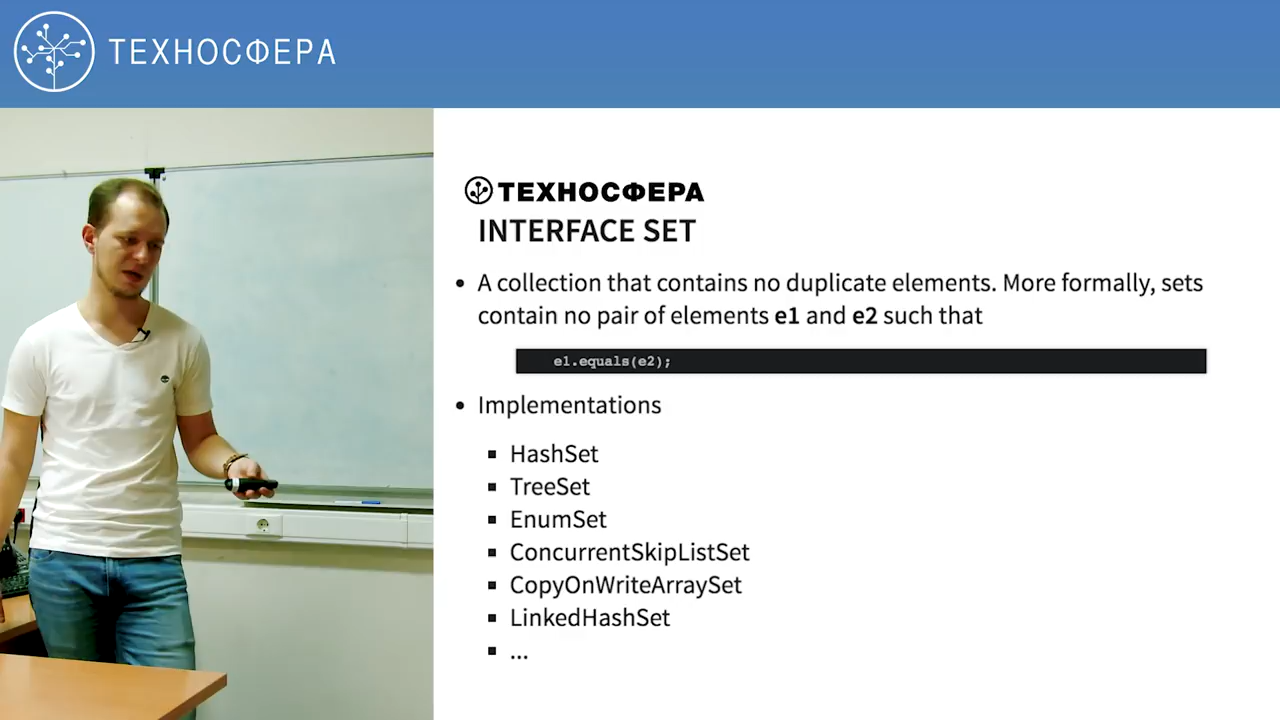 ТЕХНОСФЕРА
ТЕХНОСФЕРА
INTERFACE SET
• A collection that contains no duplicate elements. More formally, sets
contain no pair of elements e1 and e2 such that
e1.equals(e2);
• Implementations
▪ HashSet
▪ TreeSet
▪ EnumSet
▪ ConcurrentSkipListSet
▪ CopyOnWriteArraySet
▪ LinkedHashSet
▪ ...